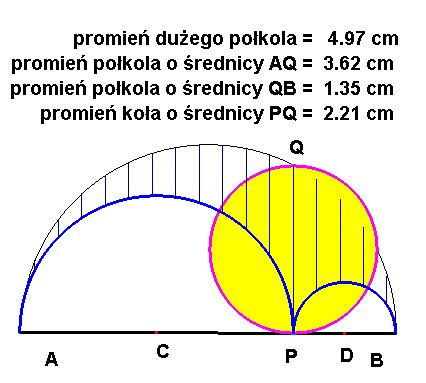 promień dużego połkola = 4.97 cm
promień połkola o średnicy AQ = 3.62 cm
promień połkola o średnicy QB = 1.35 cm
promień koła o średnicy PQ = 2.21 cm
Q
A C P D B